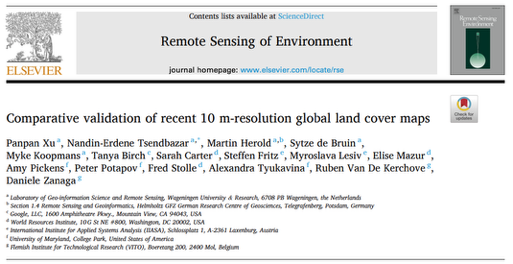 Contents lists available at ScienceDirect
Remote Sensing of Environment
ELSEVIER
journal homepage: www.elsevier.com/locate/rse
Remote Sensing of Environment
Check for updates
Comparative validation of recent 10 m-resolution global land cover maps
Panpan Xu a, Nandin-Erdene Tsendbazar a,*, Martin Herold a,b, Sytze de Bruin a,
Myke Koopmans a, Tanya Birch c, Sarah Carter d, Steffen Fritz e, Myroslava Lesiv e, Elise Mazur d,
Amy Pickens f, Peter Potapov f, Fred Stolle d, Alexandra Tyukavina f, Ruben Van De Kerchove g,
Daniele Zanaga g
a Laboratory of Geo-Information Science and Remote Sensing, Wageningen University & Research, 6708 PB Wageningen, the Netherlands
b Section 1.4 Remote Sensing and Geoinformatics, Helmholtz GFZ German Research Centre of Geosciences, Telegrafenberg, Potsdam, Germany
c Google, LLC, 1600 Amphitheatre Pkwy., Mountain View, CA 94043, USA
d World Resources Institute, 10 G St NE #800, Washington, DC 20002, USA
e International Institute for Applied Systems Analysis (IIASA), Schlossplatz 1, A-2361 Laxenburg, Austria
f University of Maryland, College Park, United States of America
g Flemish Institute for Technological Research (VITO), Boeretang 200, 2400 Mol, Belgium